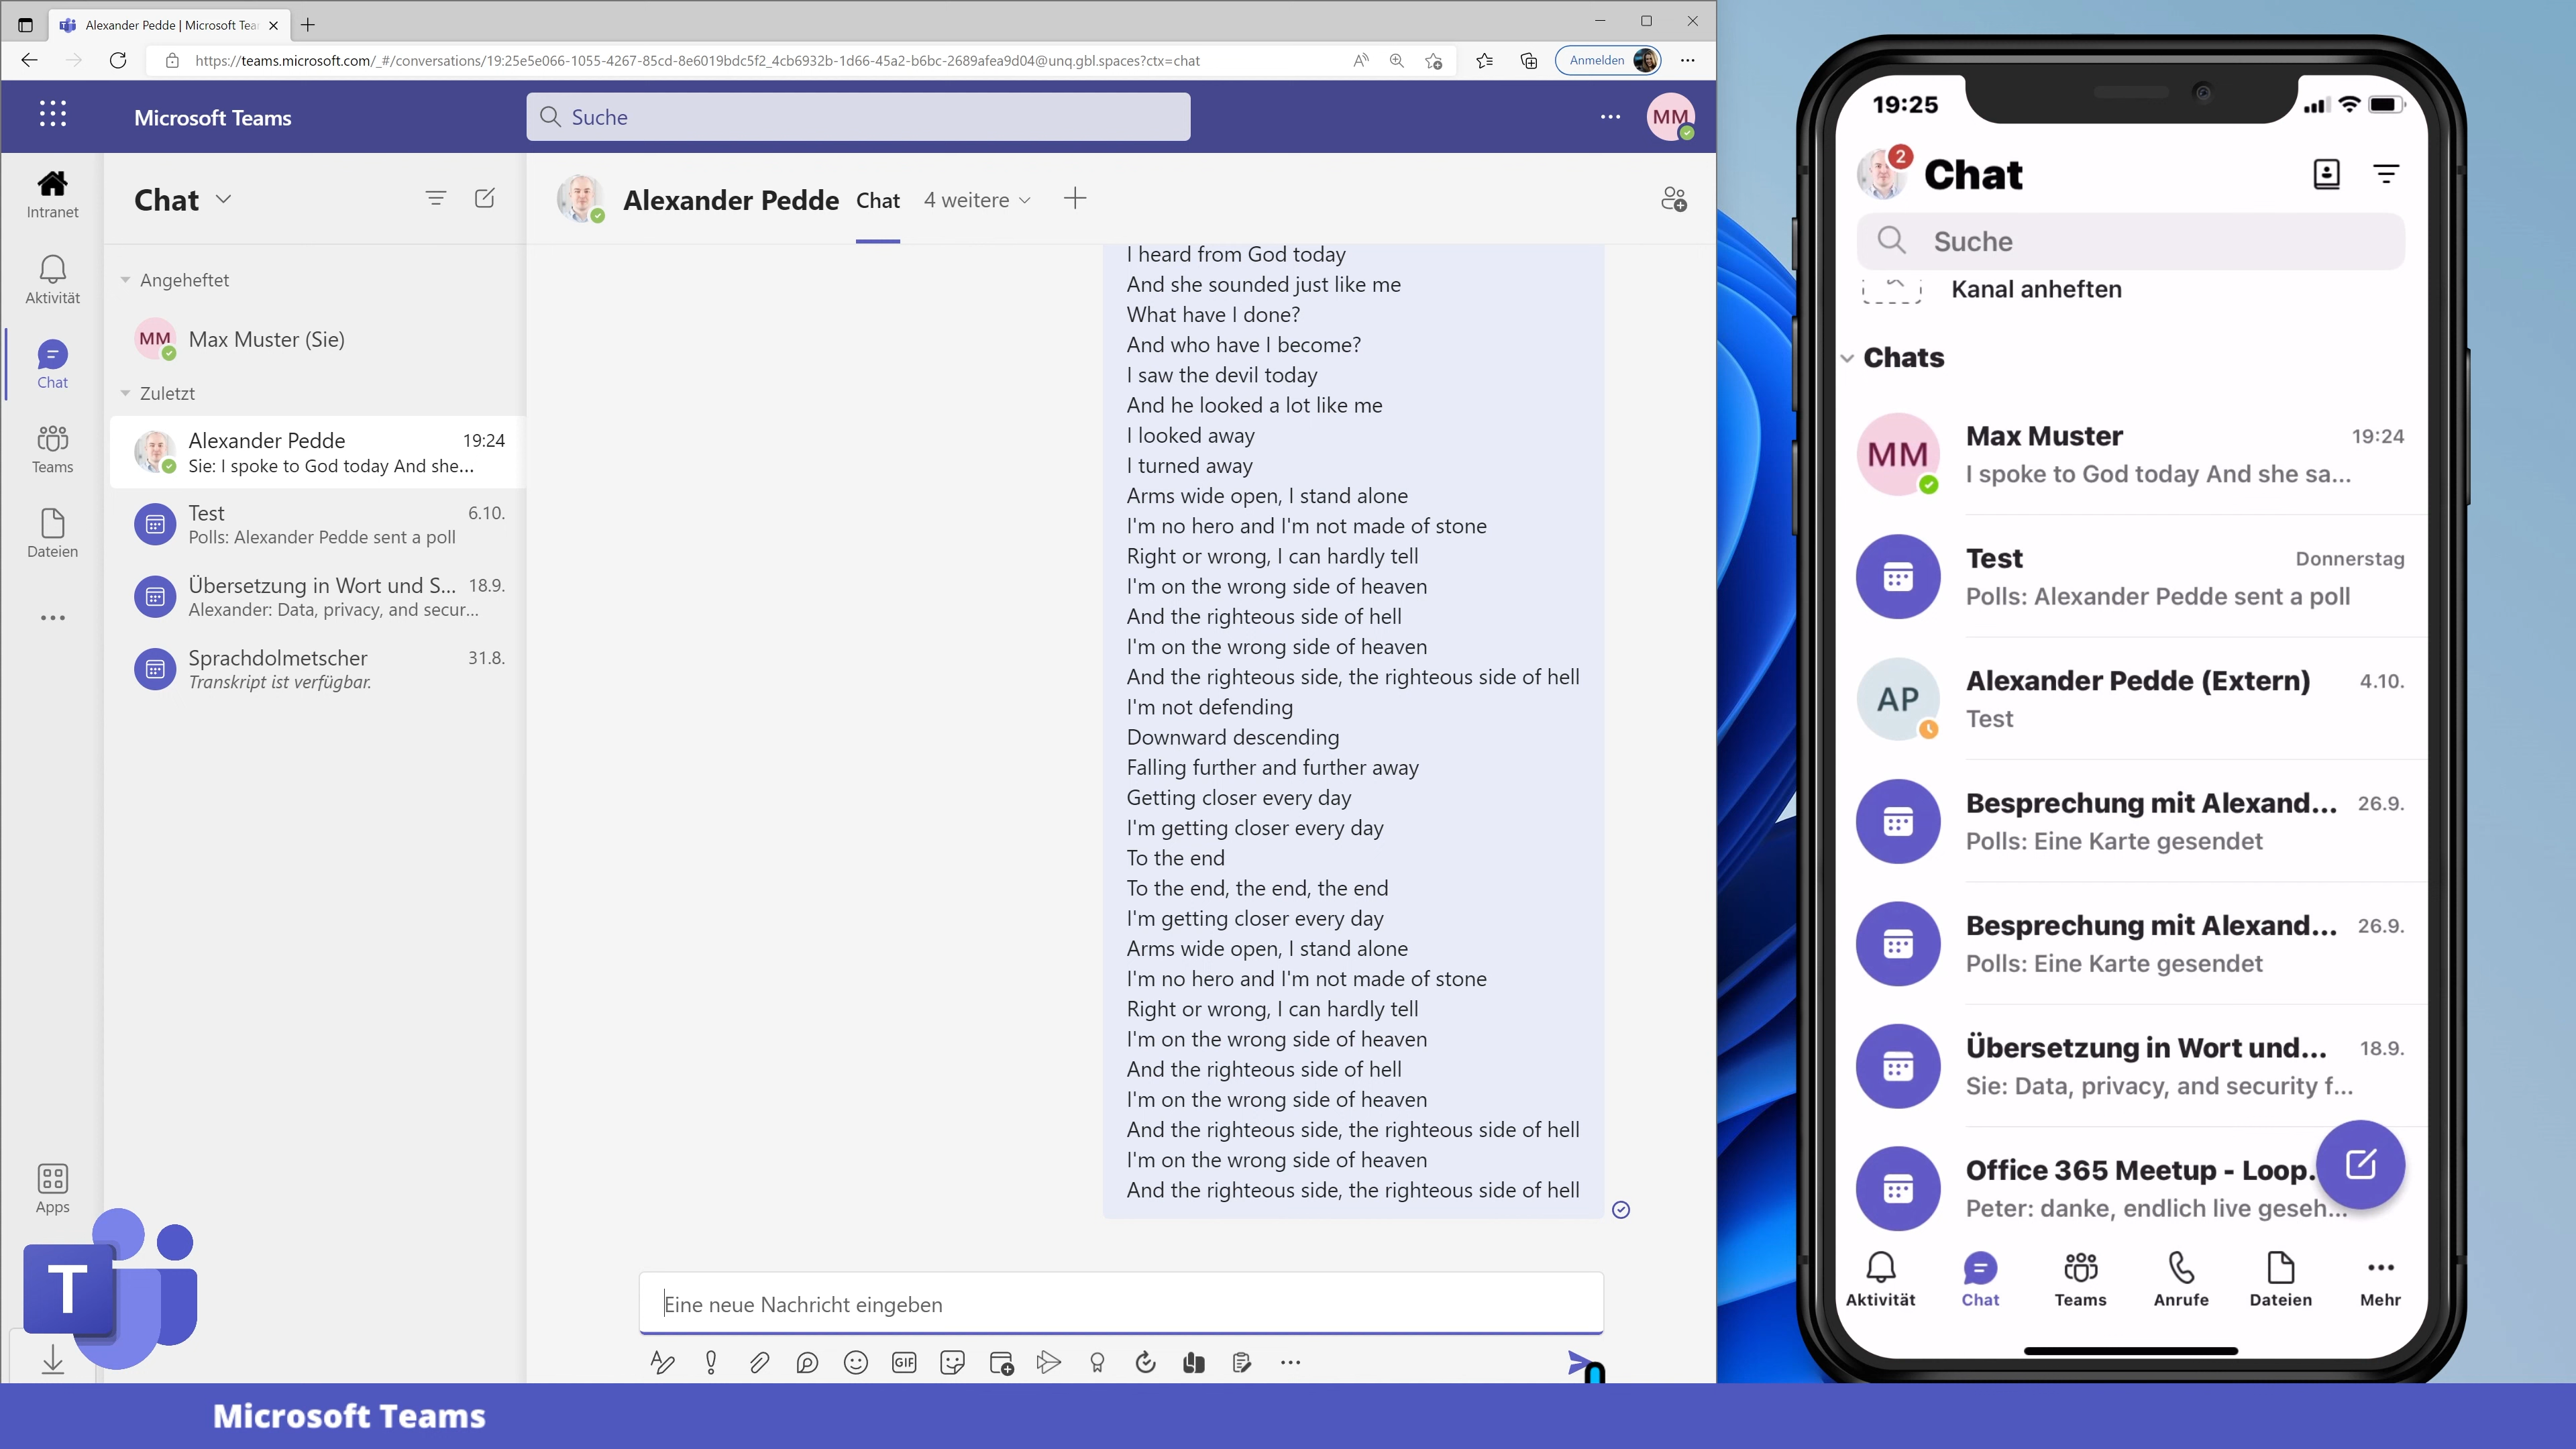 Alexander Pedde | Microsoft Tea
https://teams.microsoft.com/_#/conversations/19:25e5e066-1055-4267-85cd-8e6019bdc5f2_4cb6932b-1d66-45a2-b6bc-2689afea9d04@unq.gbl.spaces?ctx=chat
Anmelden
Microsoft Teams
Suche
MM
Intranet
Aktivität
Chat
Teams
Dateien
Apps
Chat
Angeheftet
MM
Max Muster (Sie)
Zuletzt
Alexander Pedde 19:24
Sie: I spoke to God today And she...
Test 6.10.
Polls: Alexander Pedde sent a poll
Übersetzung in Wort und S... 18.9.
Alexander: Data, privacy, and secur...
Sprachdolmetscher 31.8.
Transkript ist verfügbar.
Alexander Pedde Chat 4 weitere
I heard from God today
And she sounded just like me
What have I done?
And who have I become?
I saw the devil today
And he looked a lot like me
I looked away
I turned away
Arms wide open, I stand alone
I'm no hero and I'm not made of stone
Right or wrong, I can hardly tell
I'm on the wrong side of heaven
And the righteous side of hell
I'm on the wrong side of heaven
And the righteous side, the righteous side of hell
I'm not defending
Downward descending
Falling further and further away
Getting closer every day
I'm getting closer every day
To the end
To the end, the end, the end
I'm getting closer every day
Arms wide open, I stand alone
I'm no hero and I'm not made of stone
Right or wrong, I can hardly tell
I'm on the wrong side of heaven
And the righteous side of hell
I'm on the wrong side of heaven
And the righteous side, the righteous side of hell
I'm on the wrong side of heaven
And the righteous side, the righteous side of hell
Eine neue Nachricht eingeben
GIF
T
Microsoft Teams
19:25
2
Chat
Suche
Kanal anheften
Chats
MM
Max Muster 19:24
I spoke to God today And she sa...
Test Donnerstag
Polls: Alexander Pedde sent a poll
AP
Alexander Pedde (Extern) 4.10.
Test
Besprechung mit Alexand... 26.9.
Polls: Eine Karte gesendet
Besprechung mit Alexand... 26.9.
Polls: Eine Karte gesendet
Übersetzung in Wort und... 18.9.
Sie: Data, privacy, and security f...
Office 365 Meetup - Loop.
Peter: danke, endlich live geseh...
Aktivität
Chat
Teams
Anrufe
Dateien
Mehr